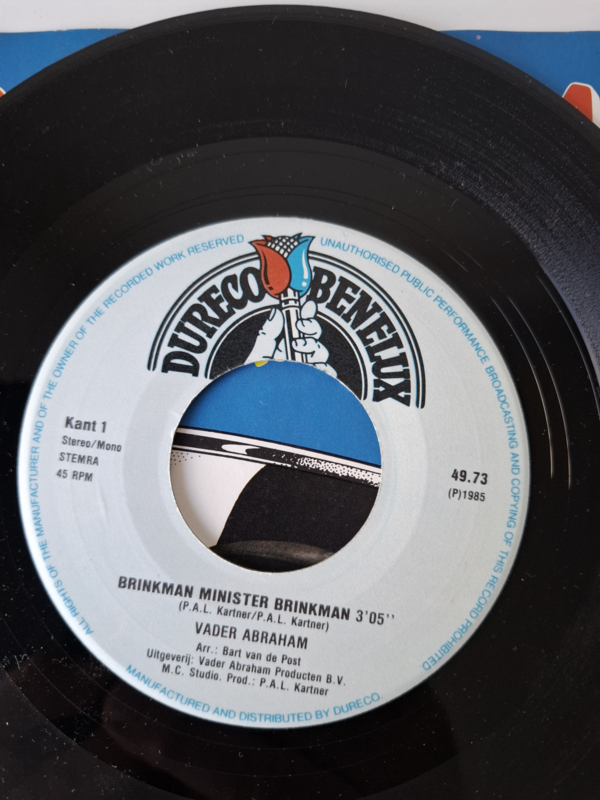 ALL RIGHTS OF THE MANUFACTURER AND OF THE OWNER OF THE RECORDED WORK RESERVED
UNAUTHORISED PUBLIC PERFORMANCE BROADCASTING AND COPYING OF THIS RECORD PROHIBITED
DURECO BENELUX
Kant 1
Stereo/Mono
STEMRA
45 RPM
49.73
(P)1985
BRINKMAN MINISTER BRINKMAN 3'05''
(P.A.L. Kartner/P.A.L. Kartner)
VADER ABRAHAM
Arr.: Bart van de Post
Uitgeverij: Vader Abraham Producten B.V.
M.C. Studio. Prod.: P.A.L. Kartner
MANUFACTURED AND DISTRIBUTED BY DURECO.